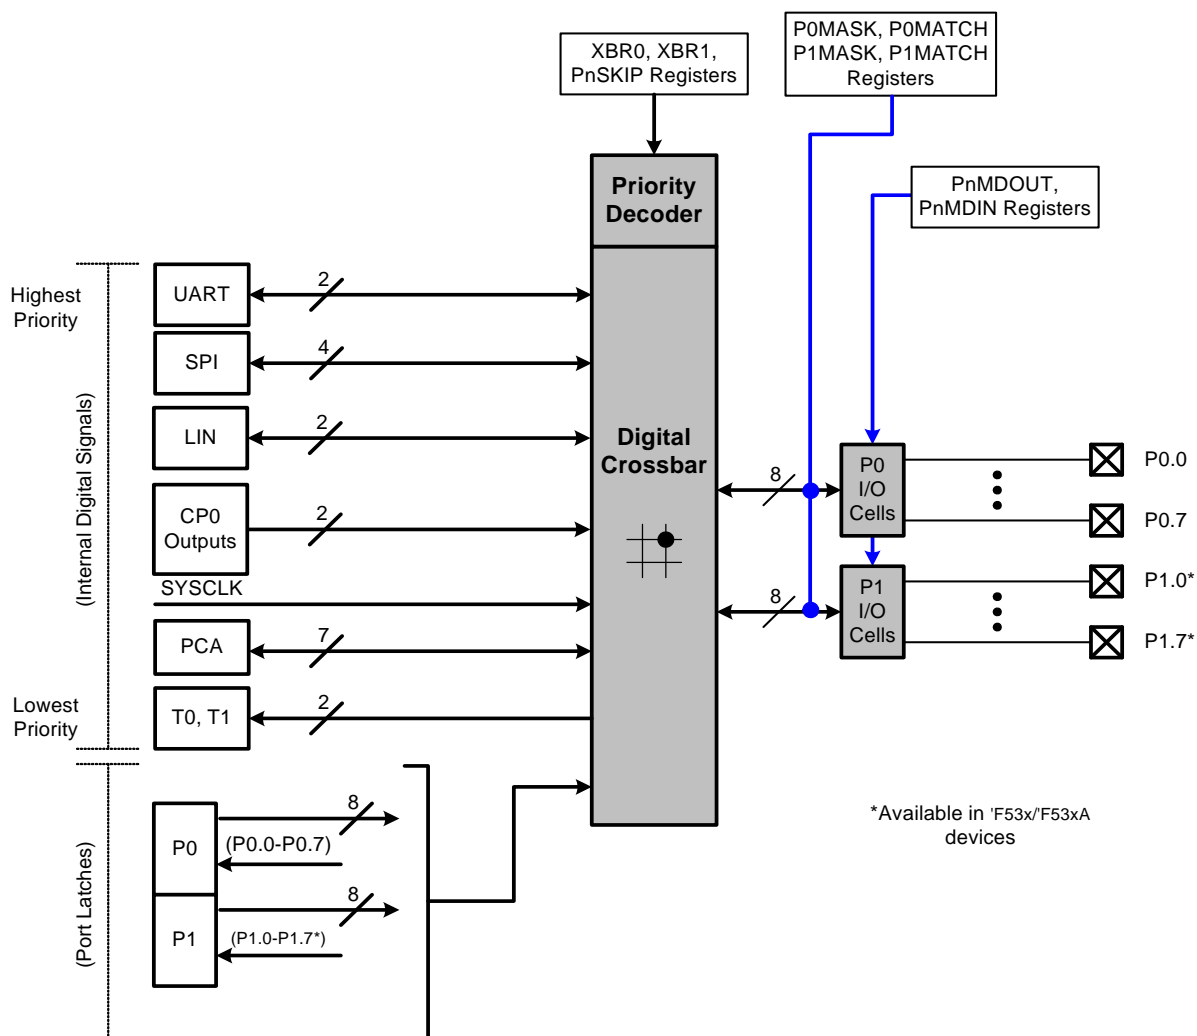 XBR0, XBR1,
PnSKIP Registers
P0MASK, P0MATCH
P1MASK, P1MATCH
Registers
PnMDOUT,
PnMDIN Registers
Priority
Decoder
Highest
Priority
(Internal Digital Signals)
UART
2
SPI
4
LIN
2
CP0
Outputs
2
SYSCLK
PCA
7
Lowest
Priority
T0, T1
2
Digital
Crossbar
8
P0
I/O
Cells
P0.0
P0.7
8
P1
I/O
Cells
P1.0*
P1.7*
(Port Latches)
P0
8
(P0.0-P0.7)
P1
8
(P1.0-P1.7*)
*Available in 'F53x/'F53xA
devices